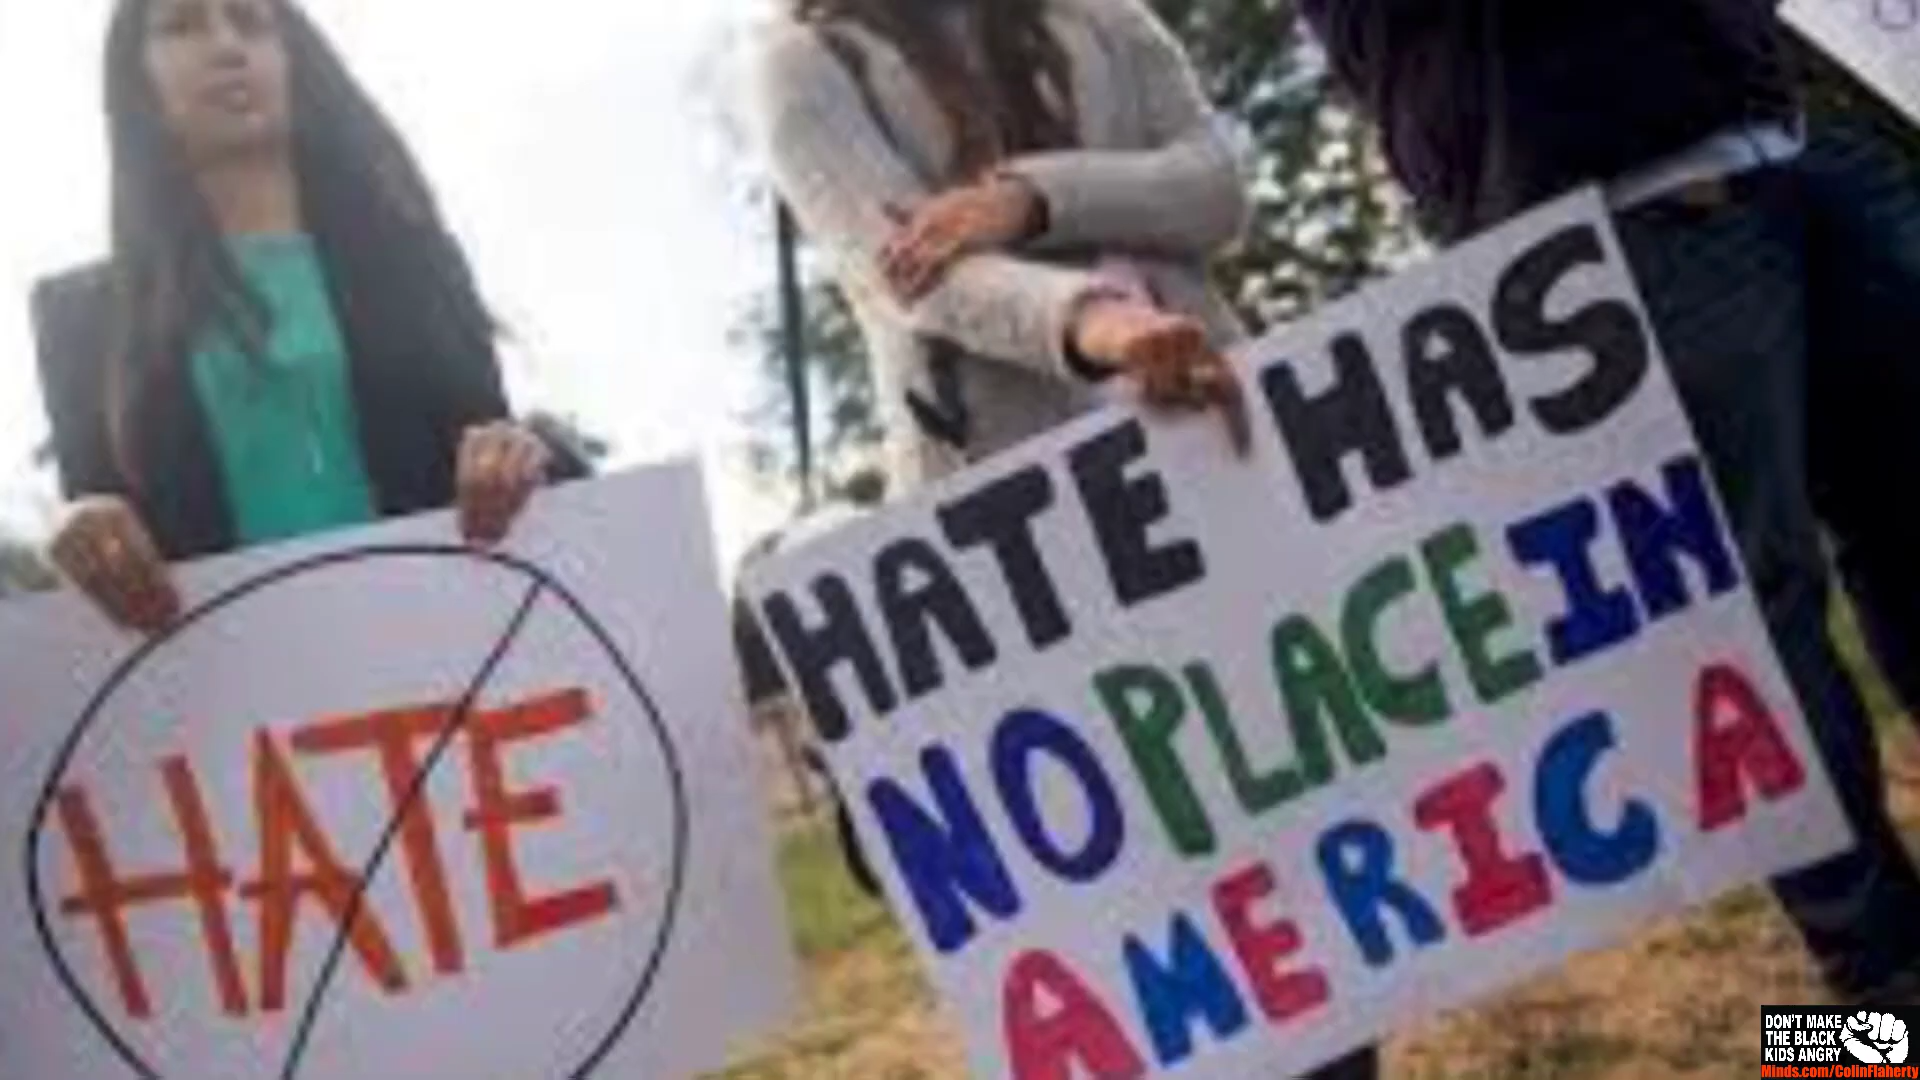 HATE
HATE HAS
NO PLACE IN
AMERICA
DON'T MAKE
THE BLACK
KIDS ANGRY
Minds.com/ColinFlaherty